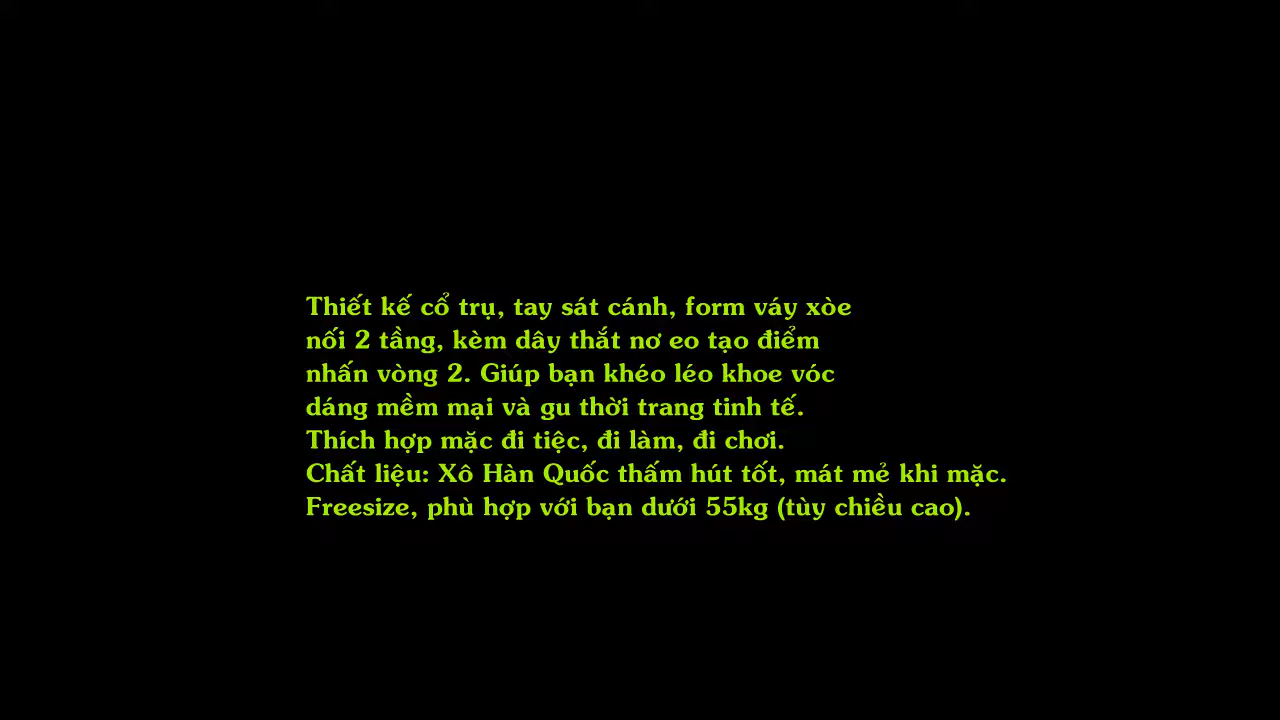 Thiết kế cổ trụ, tay sát cánh, form váy xòe
nối 2 tầng, kèm dây thắt nơ eo tạo điểm
nhấn vòng 2. Giúp bạn khéo léo khoe vóc
dáng mềm mại và gu thời trang tinh tế.
Thích hợp mặc đi tiệc, đi làm, đi chơi.
Chất liệu: Xô Hàn Quốc thấm hút tốt, mát mẻ khi mặc.
Freesize, phù hợp với bạn dưới 55kg (tùy chiều cao).